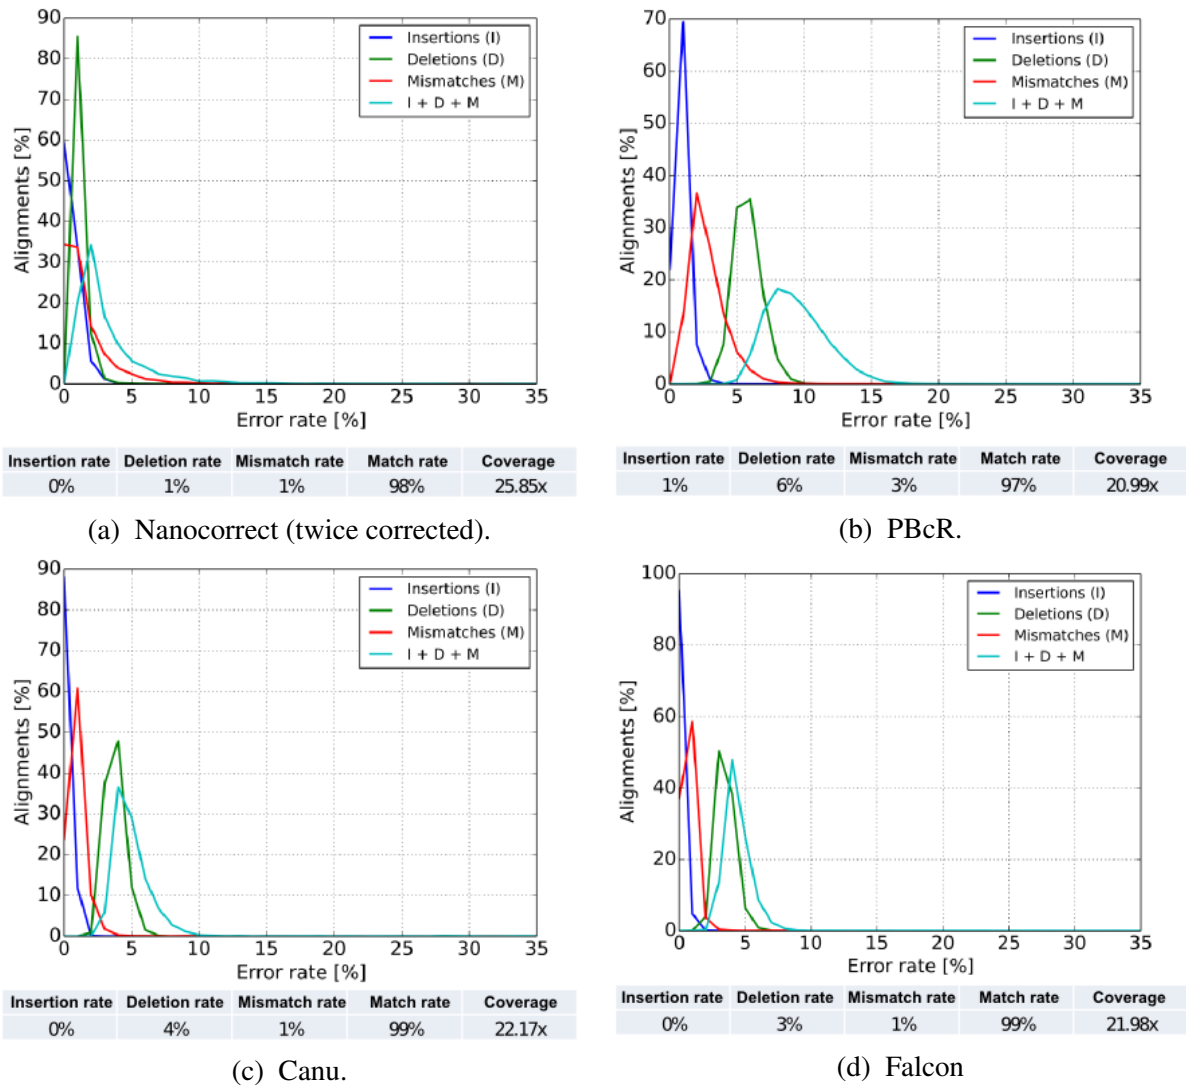 90
80
70
60
50
40
30
20
10
0
Alignments [%]
Insertions (I)
Deletions (D)
Mismatches (M)
I + D + M
0 5 10 15 20 25 30 35
Error rate [%]
Insertion rate Deletion rate Mismatch rate Match rate Coverage
0% 1% 1% 98% 25.85x
(a) Nanocorrect (twice corrected).
70
60
50
40
30
20
10
0
Alignments [%]
Insertions (I)
Deletions (D)
Mismatches (M)
I + D + M
0 5 10 15 20 25 30 35
Error rate [%]
Insertion rate Deletion rate Mismatch rate Match rate Coverage
1% 6% 3% 97% 20.99x
(b) PBcR.
90
80
70
60
50
40
30
20
10
0
Alignments [%]
Insertions (I)
Deletions (D)
Mismatches (M)
I + D + M
0 5 10 15 20 25 30 35
Error rate [%]
Insertion rate Deletion rate Mismatch rate Match rate Coverage
0% 4% 1% 99% 22.17x
(c) Canu.
100
80
60
40
20
0
Alignments [%]
Insertions (I)
Deletions (D)
Mismatches (M)
I + D + M
0 5 10 15 20 25 30 35
Error rate [%]
Insertion rate Deletion rate Mismatch rate Match rate Coverage
0% 3% 1% 99% 21.98x
(d) Falcon